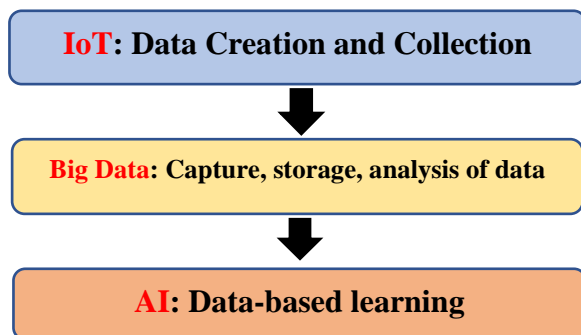 IoT: Data Creation and Collection
Big Data: Capture, storage, analysis of data
AI: Data-based learning